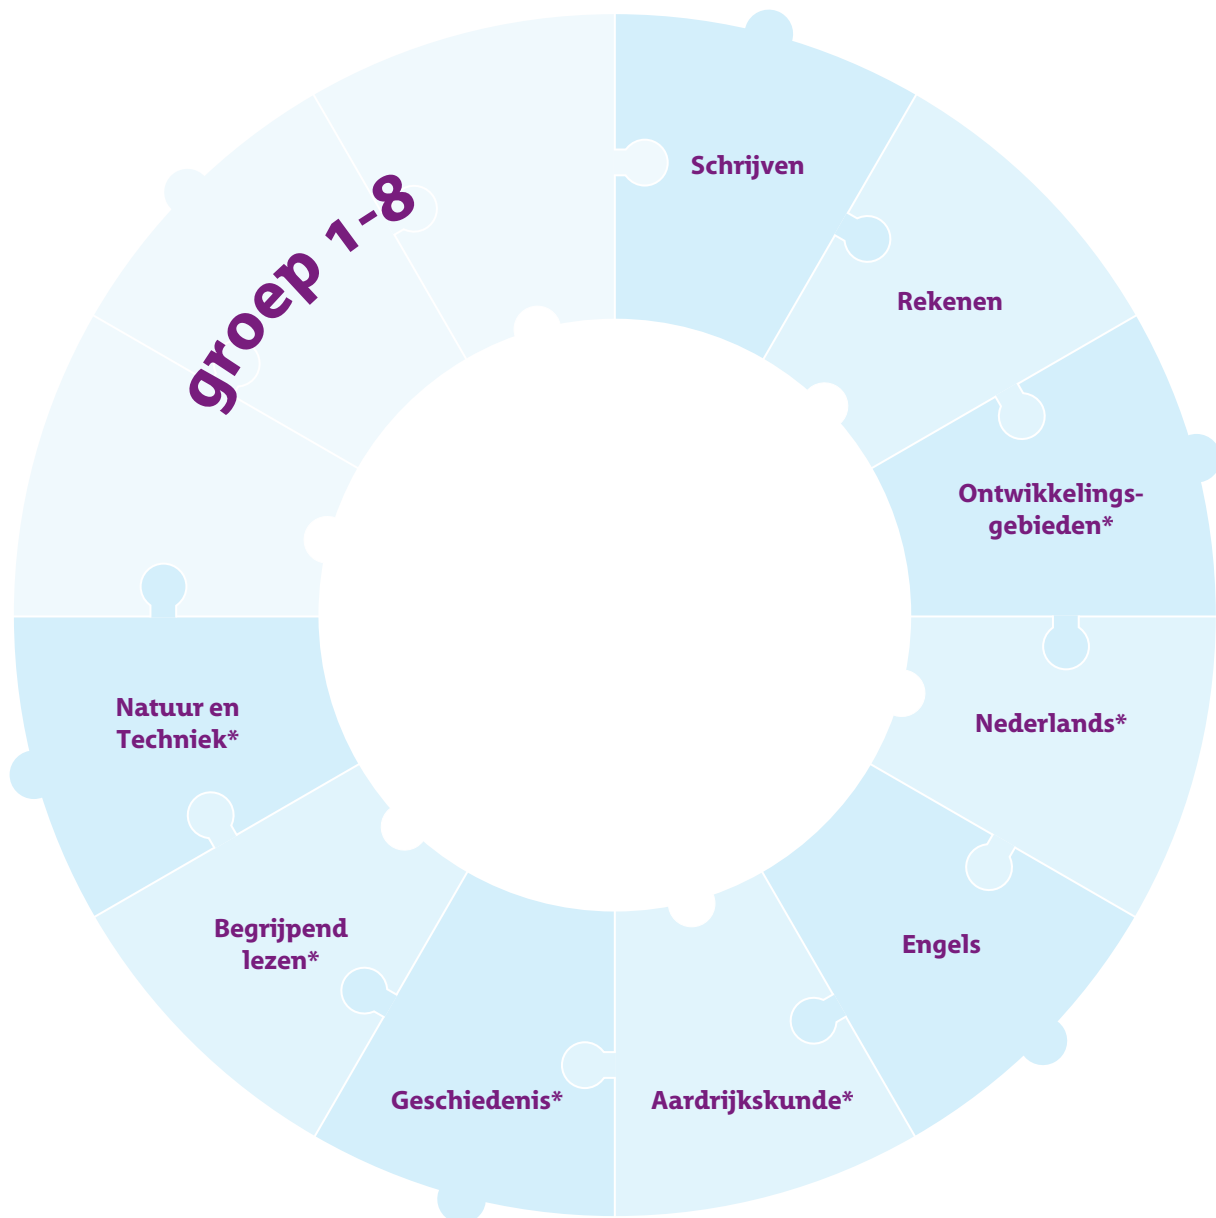 groep 1-8
Schrijven
Rekenen
Ontwikkelings-
gebieden*
Nederlands*
Engels
Aardrijkskunde*
Geschiedenis*
Begrijpend
lezen*
Natuur en
Techniek*